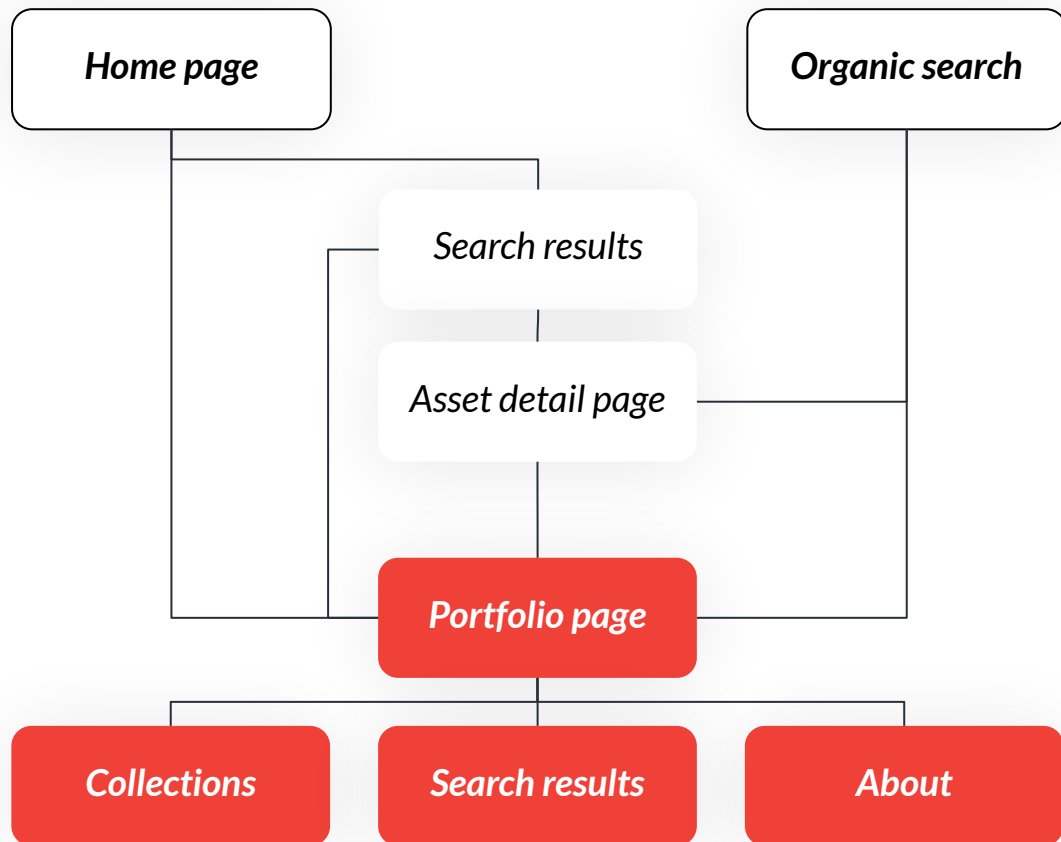 Home page
Organic search
Search results
Asset detail page
Portfolio page
Collections
Search results
About